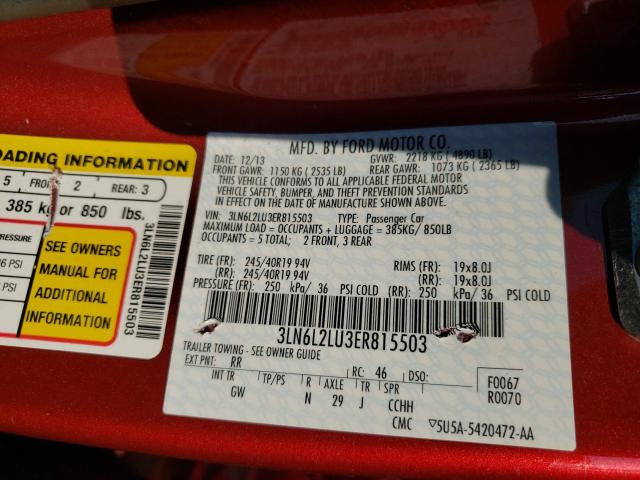 OADING INFORMATION
5 FRO 2 REAR: 3
385 kg or 850 lbs.
PRESSURE
6 PSI
PSI
SEE OWNERS
MANUAL FOR
ADDITIONAL
INFORMATION
3LN6L2LU3ER815503
MFD. BY FORD MOTOR CO.
12/13 GVWR: 2218 KG ( 4890 LB)
FRONT GAWR: 1150 KG ( 2535 LB) REAR GAWR: 1073 KG ( 2365 LB)
THIS VEHICLE CONFORMS TO ALL APPLICABLE FEDERAL MOTOR
VEHICLE SAFETY, BUMPER, AND THEFT PREVENTION STANDARDS
IN EFFECT ON THE DATE OF MANUFACTURE SHOWN ABOVE.
VIN: 3LN6L2LU3ER815503 TYPE: Passenger Car
MAXIMUM LOAD = OCCUPANTS + LUGGAGE = 385KG/ 850LB
OCCUPANTS = 5 TOTAL; 2 FRONT, 3 REAR
TIRE (FR): 245/40R19 94V RIMS (FR): 19x8.0J
(RR): 245/40R19 94V (RR): 19x8.0J
PRESSURE (FR): 250 kPa/ 36 PSI COLD (RR): 250 kPa/ 36 PSI COLD
3LN6L2LU3ER815503
TRAILER TOWING - SEE OWNER GUIDE
EXT PNT: RR RC: 46 DSO:
INT TR TP/PS R AXLE TR SPR F0067
GW N 29 J CCHH R0070
CMC ▽5U5A-5420472-AA